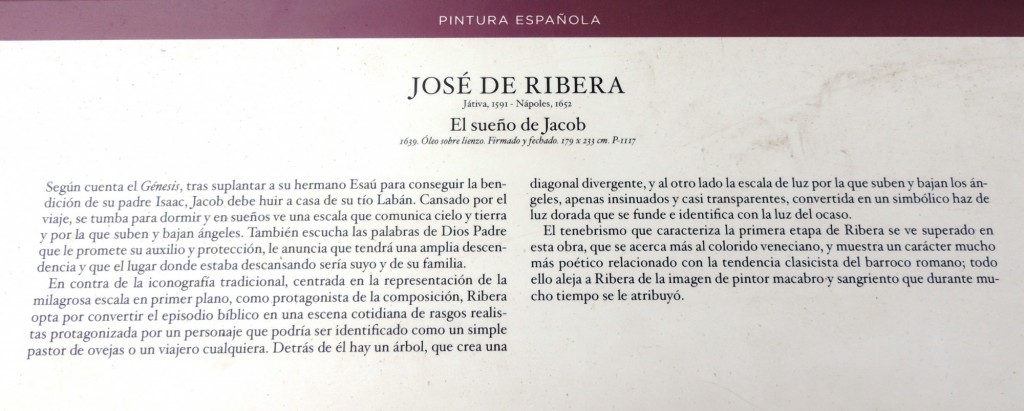 PINTURA ESPAÑOLA
JOSÉ DE RIBERA
Játiva, 1591 - Nápoles, 1652
El sueño de Jacob
1639. Óleo sobre lienzo. Firmado y fechado. 179 x 233 cm. P-1117
Según cuenta el Génesis, tras suplantar a su hermano Esaú para conseguir la ben-
dición de su padre Isaac, Jacob debe huir a casa de su tío Labán. Cansado por el
viaje, se tumba para dormir y en sueños ve una escala que comunica cielo y tierra
y por la que suben y bajan ángeles. También escucha las palabras de Dios Padre
que le promete su auxilio y protección, le anuncia que tendrá una amplia descen-
dencia y que el lugar donde estaba descansando sería suyo y de su familia.
En contra de la iconografía tradicional, centrada en la representación de la
milagrosa escala en primer plano, como protagonista de la composición, Ribera
opta por convertir el episodio bíblico en una escena cotidiana de rasgos realis-
tas protagonizada por un personaje que podría ser identificado como un simple
pastor de ovejas o un viajero cualquiera. Detrás de él hay un árbol, que crea una
diagonal divergente, y al otro lado la escala de luz por la que suben y bajan los án-
geles, apenas insinuados y casi transparentes, convertida en un simbólico haz de
luz dorada que se funde e identifica con la luz del ocaso.
El tenebrismo que caracteriza la primera etapa de Ribera se ve superado en
esta obra, que se acerca más al colorido veneciano, y muestra un carácter mucho
más poético relacionado con la tendencia clasicista del barroco romano; todo
ello aleja a Ribera de la imagen de pintor macabro y sangriento que durante mu-
cho tiempo se le atribuyó.